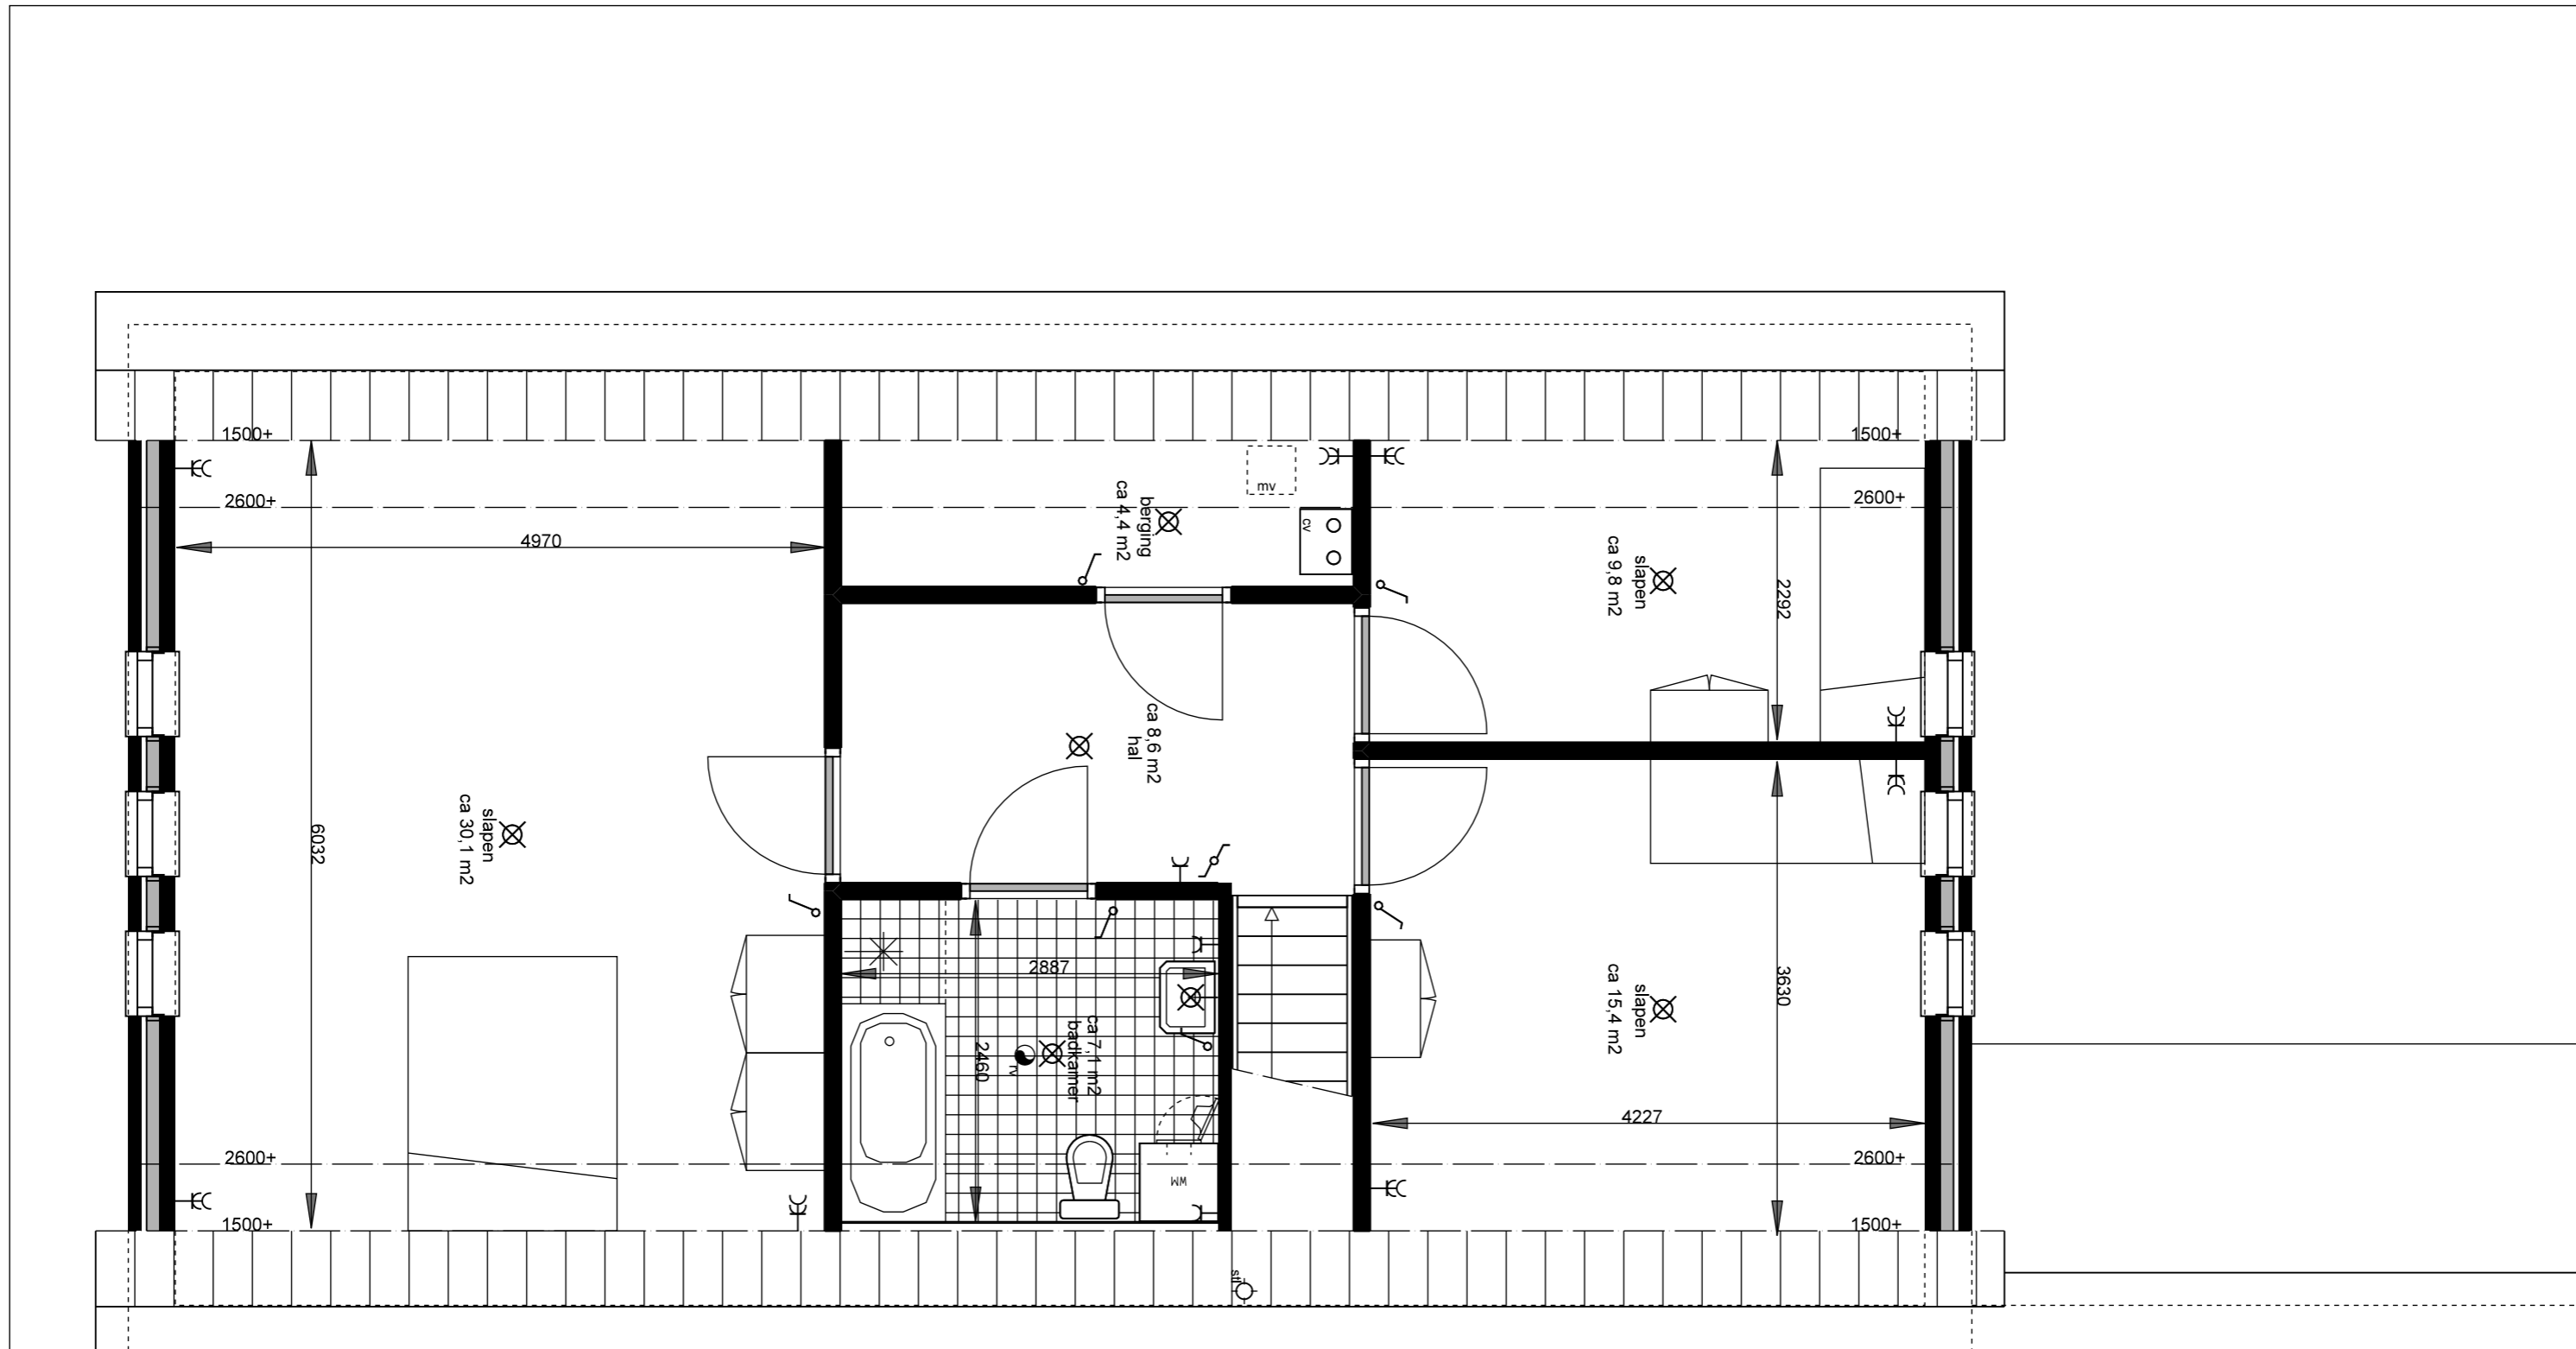 1500+
1500+
2600+
2600+
4970
mv
cv
berging
ca 4,4 m2
slapen
ca 9,8 m2
2292
ca 8,6 m2
hal
slapen
ca 30,1 m2
6032
2887
2460
ca 7,1 m2
badkamer
rv
slapen
ca 15,4 m2
3630
4227
WM
2600+
2600+
1500+
1500+
stl